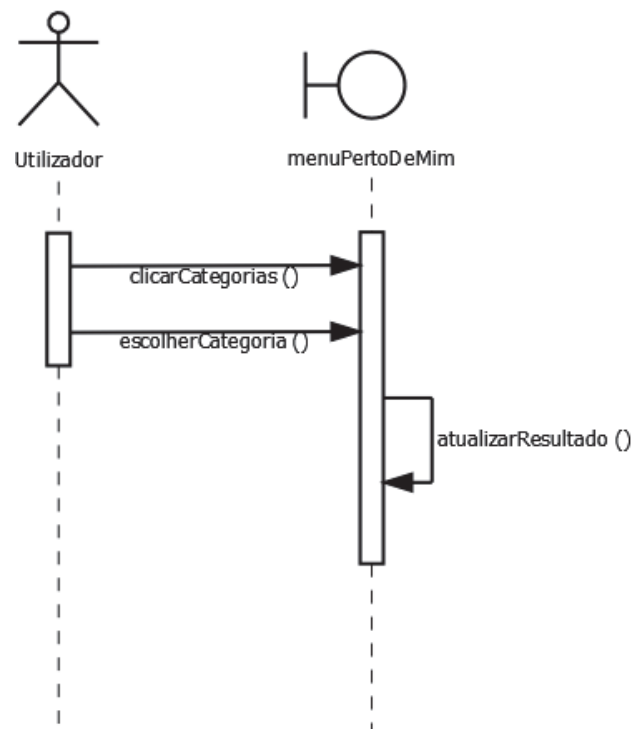 Utilizador
menuPertoDeMim
clicarCategorias ()
escolherCategoria ()
atualizarResultado ()